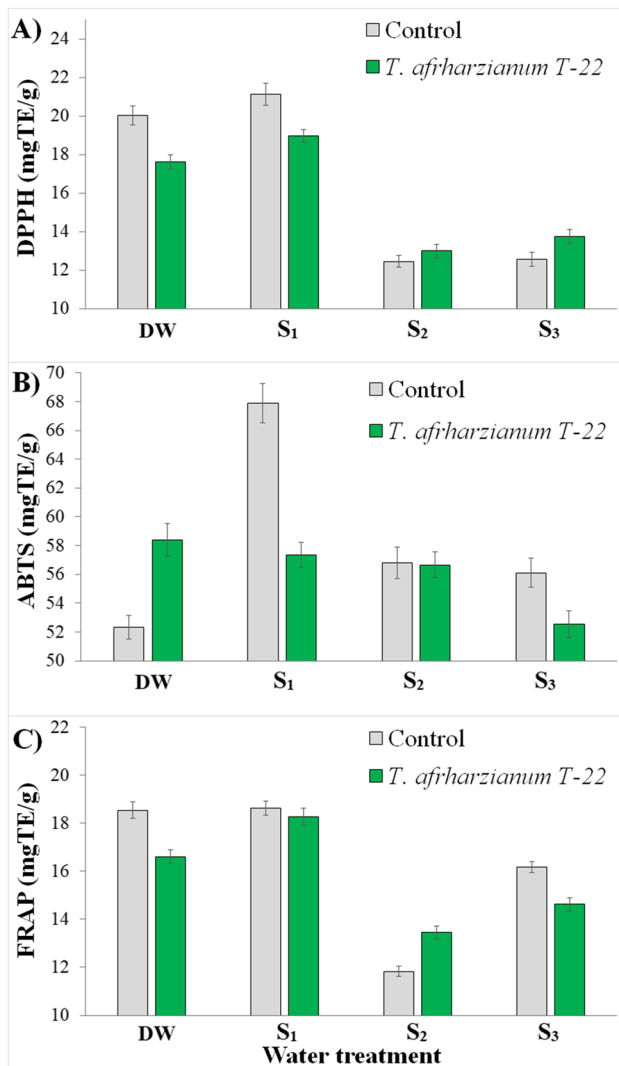 A)
Control
T. afrharzianum T-22
DPPH (mgTE/g)
24
22
20
18
16
14
12
10
DW
S₁
S₂
S₃
B)
Control
T. afrharzianum T-22
ABTS (mgTE/g)
70
68
66
64
62
60
58
56
54
52
50
DW
S₁
S₂
S₃
C)
Control
T. afrharzianum T-22
FRAP (mgTE/g)
22
20
18
16
14
12
10
DW
S₁
S₂
S₃
Water treatment